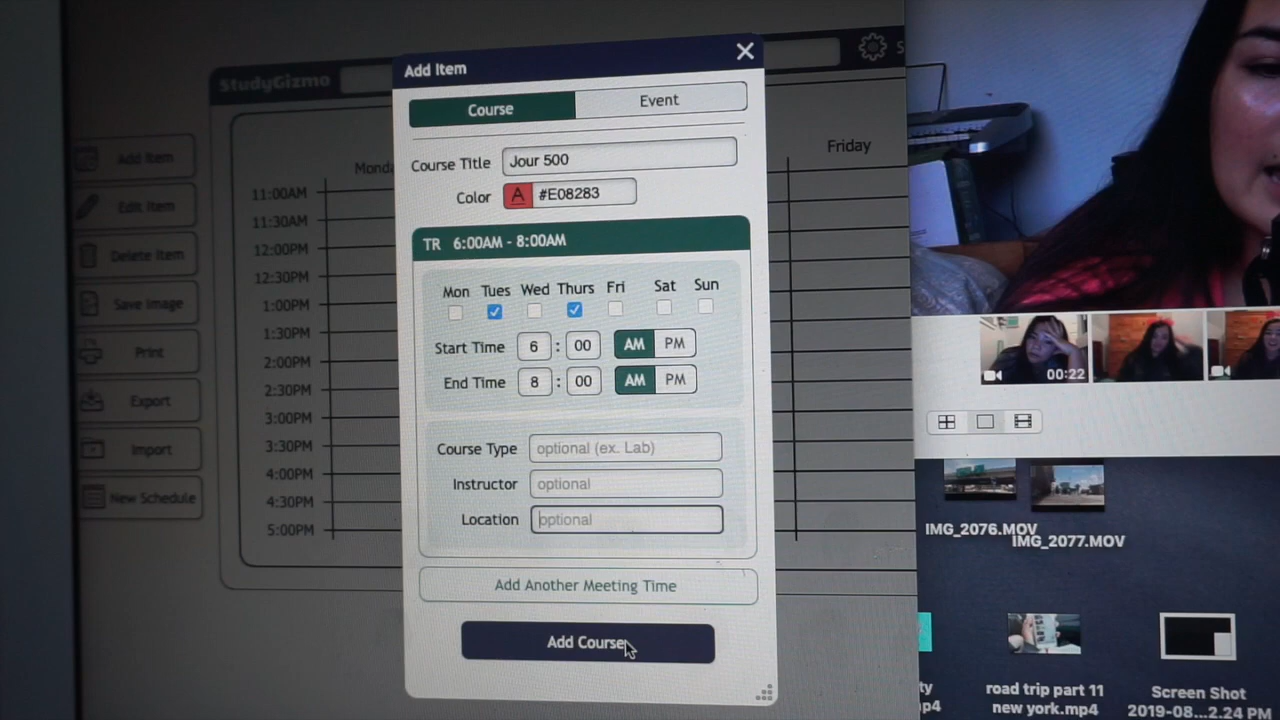 StudyGizmo
S
Add Item
Edit Item
Delete Item
Save Image
Print
Export
Import
New Schedule
Monda
Friday
11:00AM
11:30AM
12:00PM
12:30PM
1:00PM
1:30PM
2:00PM
2:30PM
3:00PM
3:30PM
4:00PM
4:30PM
5:00PM
Add Item
Course Event
Course Title Jour 500
Color A #E08283
TR 6:00AM - 8:00AM
Mon Tues Wed Thurs Fri Sat Sun
Start Time 6 : 00 AM PM
End Time 8 : 00 AM PM
Course Type optional (ex. Lab)
Instructor optional
Location optional
Add Another Meeting Time
Add Course
00:22
IMG_2076.MOV
IMG_2077.MOV
ty
p4
road trip part 11
new york.mp4
Screen Shot
2019-08...2.24 PM